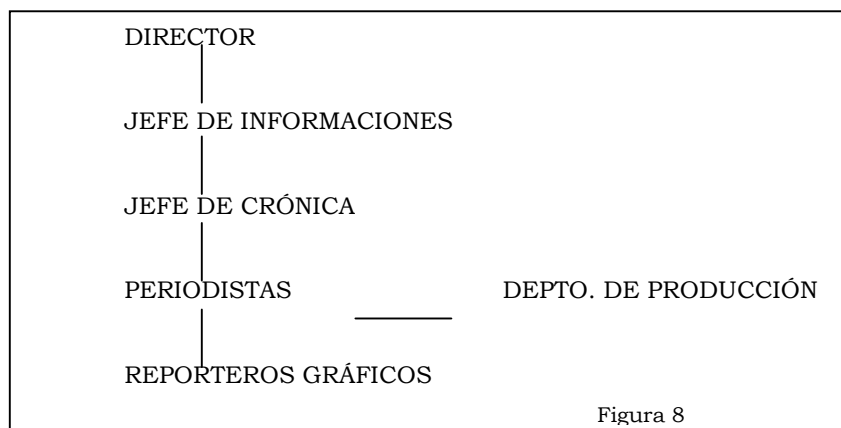 DIRECTOR
JEFE DE INFORMACIONES
JEFE DE CRÓNICA
PERIODISTAS DEPTO. DE PRODUCCIÓN
REPORTEROS GRÁFICOS
Figura 8